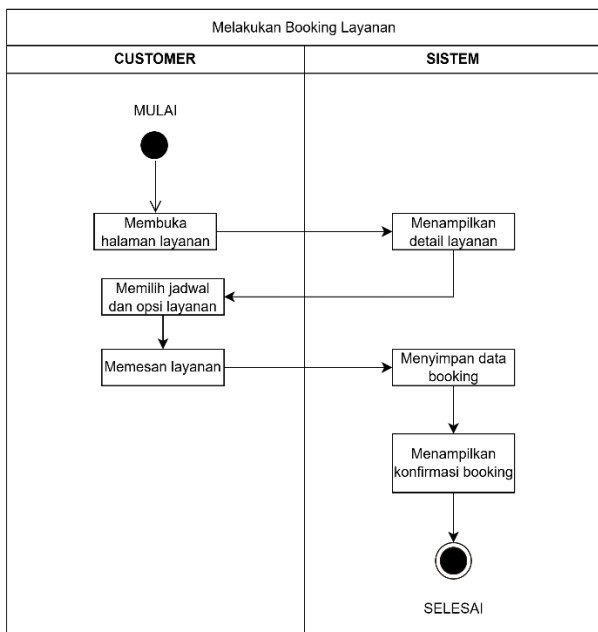 Melakukan Booking Layanan
CUSTOMER
SISTEM
MULAI
Membuka
halaman layanan
Menampilkan
detail layanan
Memilih jadwal
dan opsi layanan
Memesan layanan
Menyimpan data
booking
Menampilkan
konfirmasi booking
SELESAI